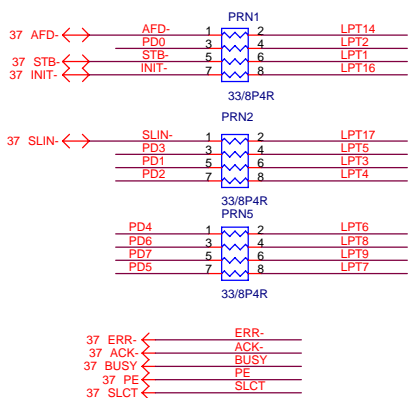 PRN1
37 AFD- AFD- 1 2 LPT14
PD0 3 4 LPT2
37 STB- STB- 5 6 LPT1
37 INIT- INIT- 7 8 LPT16
33/8P4R
PRN2
37 SLIN- SLIN- 1 2 LPT17
PD3 3 4 LPT5
PD1 5 6 LPT3
PD2 7 8 LPT4
33/8P4R
PRN5
PD4 1 2 LPT6
PD6 3 4 LPT8
PD7 5 6 LPT9
PD5 7 8 LPT7
33/8P4R
37 ERR- ERR-
37 ACK- ACK-
37 BUSY BUSY
37 PE PE
37 SLCT SLCT